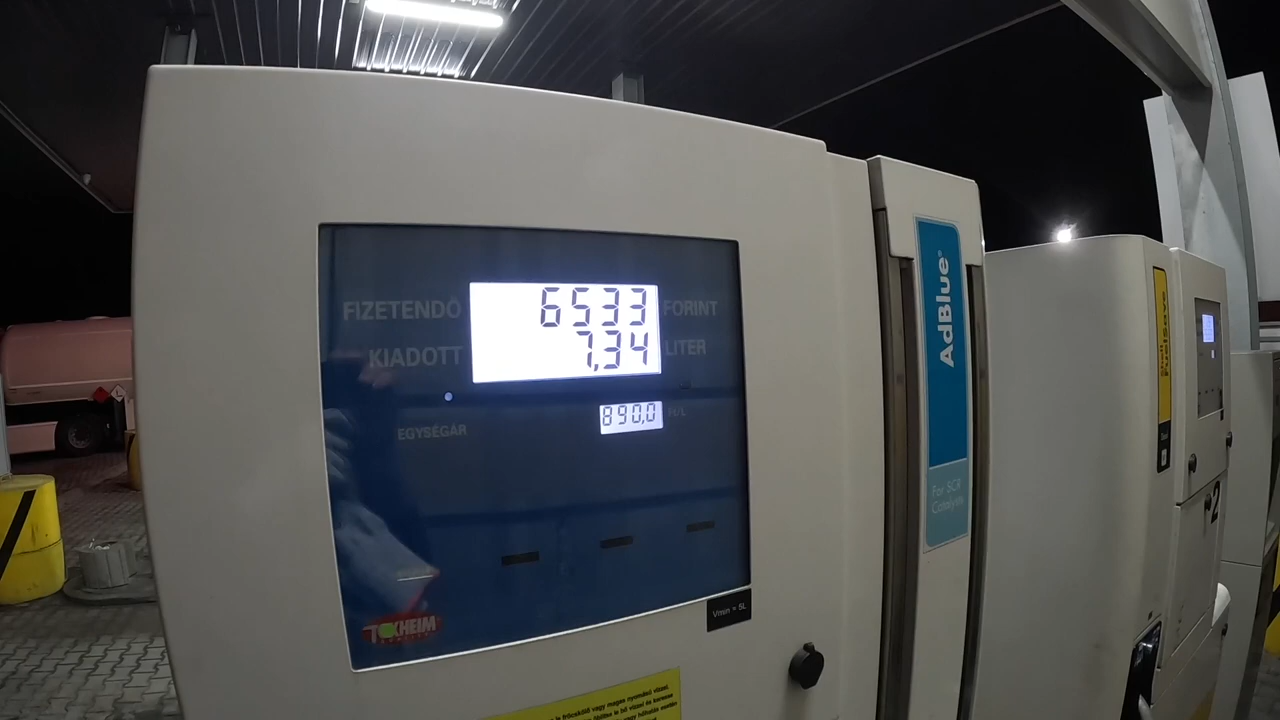 FIZETENDŐ 6533 FORINT
KIADOTT 7,34 LITER
EGYSÉGÁR 890,0 Ft/L
TOKHEIM
Vmin = 5L
AdBlue®
For SCR
Catalysts
2